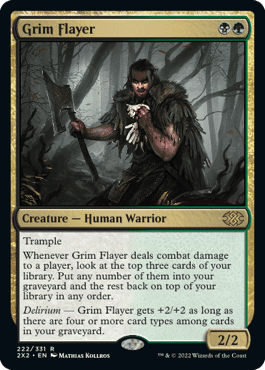 Grim Flayer
Creature — Human Warrior
Trample
Whenever Grim Flayer deals combat damage
to a player, look at the top three cards of your
library. Put any number of them into your
graveyard and the rest back on top of your
library in any order.
Delirium — Grim Flayer gets +2/+2 as long as
there are four or more card types among cards
in your graveyard.
2/2
222/331 R
2X2 • EN MATHIAS KOLLROS
™ & © 2022 Wizards of the Coast